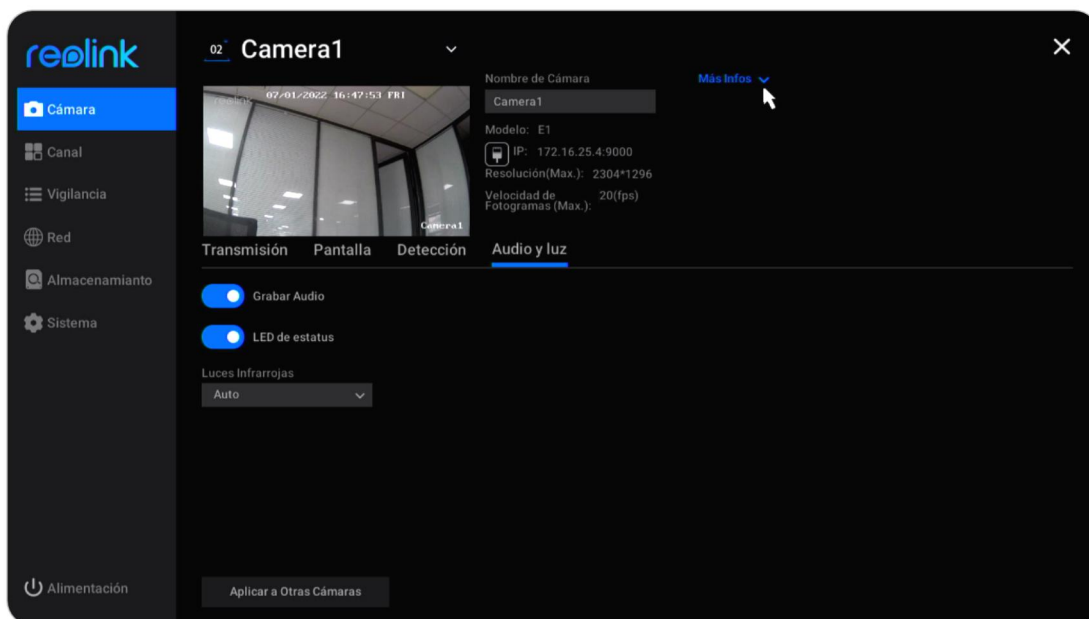 reolink
02 Camera1
Cámara
Canal
Vigilancia
Red
Almacenamianto
Sistema
Alimentación
reolink
07/01/2022 16:47:53 FRI
Camera1
Nombre de Cámara
Camera1
Modelo: E1
IP: 172.16.25.4:9000
Resolución(Max.): 2304*1296
Velocidad de 20(fps)
Fotogramas (Max.):
Más Infos
Transmisión Pantalla Detección Audio y luz
Grabar Audio
LED de estatus
Luces Infrarrojas
Auto
Aplicar a Otras Cámaras